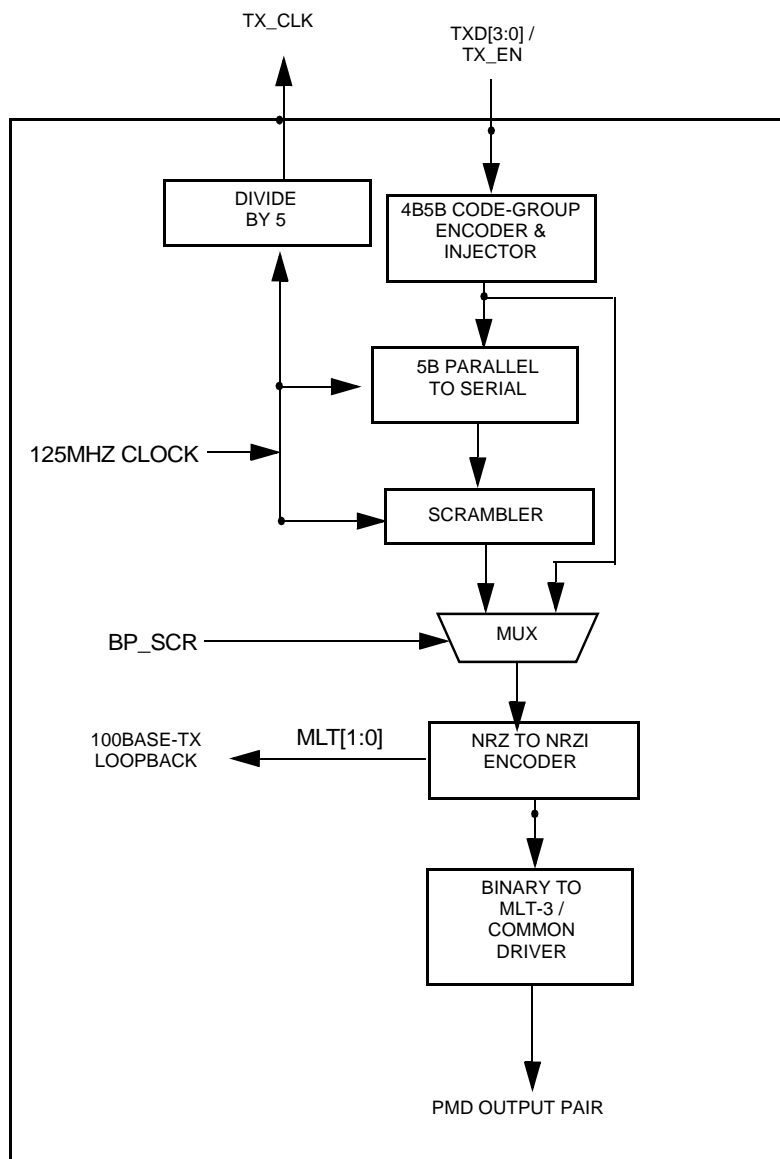 TX_CLK
TXD[3:0] /
TX_EN
DIVIDE
BY 5
4B5B CODE-GROUP
ENCODER &
INJECTOR
5B PARALLEL
TO SERIAL
125MHZ CLOCK
SCRAMBLER
MUX
BP_SCR
100BASE-TX
LOOPBACK
MLT[1:0]
NRZ TO NRZI
ENCODER
BINARY TO
MLT-3 /
COMMON
DRIVER
PMD OUTPUT PAIR